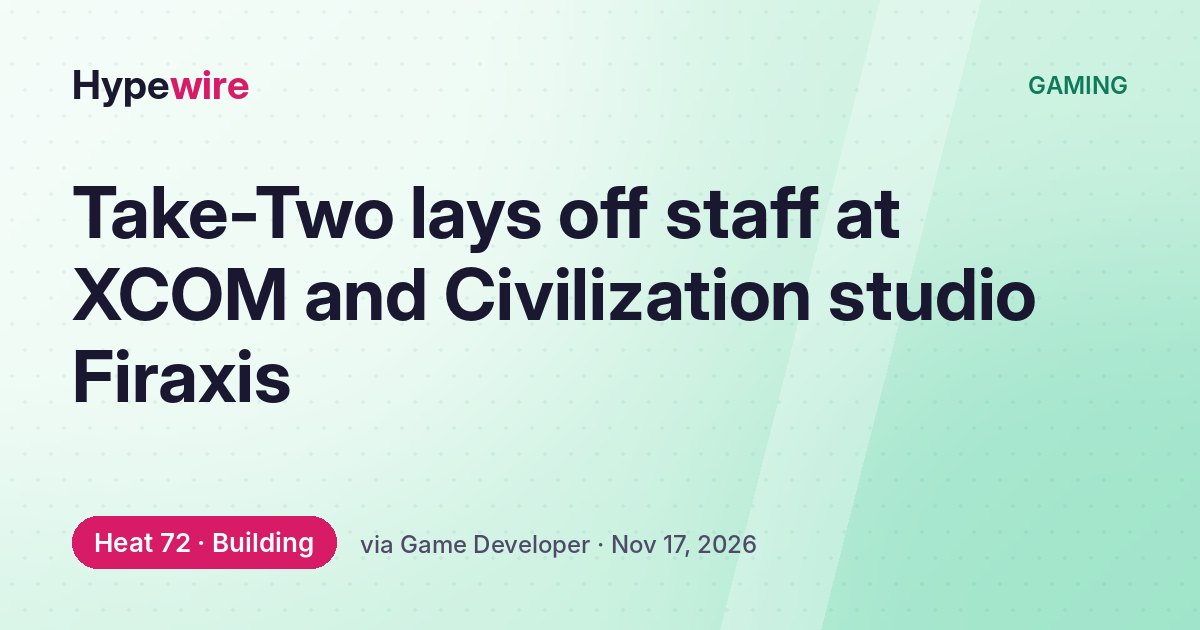 Hypewire
GAMING
Take-Two lays off staff at
XCOM and Civilization studio
Firaxis
Heat 72 · Building
via Game Developer · Nov 17, 2026